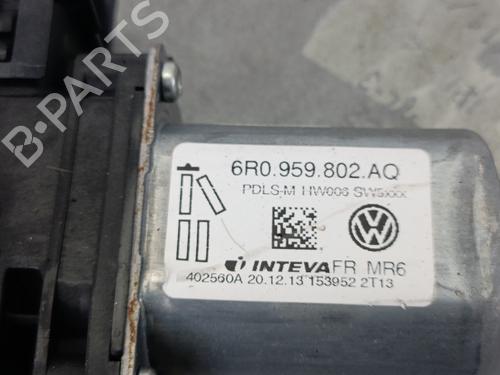 B-PARTS
6R0.959.802.AQ
PDLS-M HW006 SW5xxx
INTEVA FR MR6
402560A 20.12.13 153952 2T13